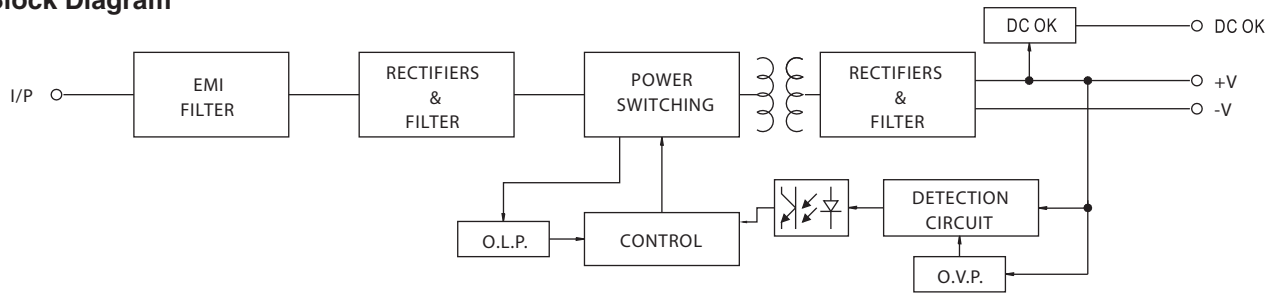 Block Diagram
DC OK
DC OK
I/P
EMI
FILTER
RECTIFIERS
&
FILTER
POWER
SWITCHING
RECTIFIERS
&
FILTER
+V
-V
O.L.P.
CONTROL
DETECTION
CIRCUIT
O.V.P.